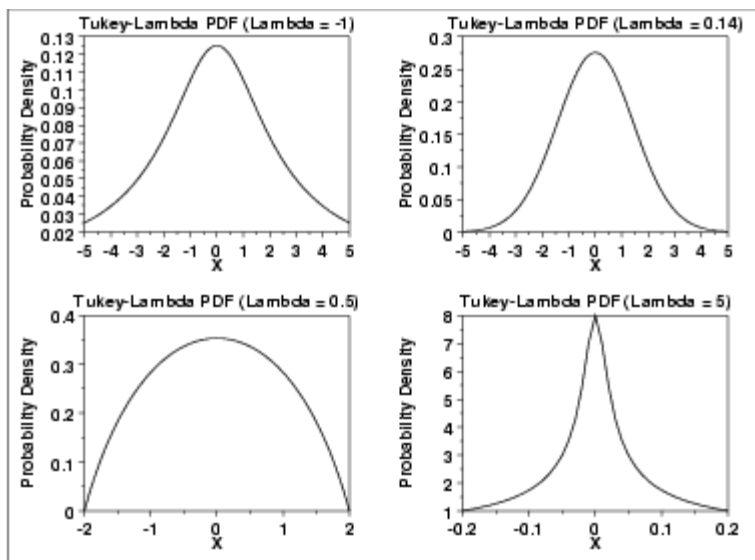 Tukey-Lambda PDF (Lambda = -1)
0.13
0.12
0.11
0.1
0.09
0.08
0.07
0.06
0.05
0.04
0.03
0.02
Probability Density
-5 -4 -3 -2 -1 0 1 2 3 4 5
X
Tukey-Lambda PDF (Lambda = 0.14)
0.3
0.25
0.2
0.15
0.1
0.05
0
Probability Density
-5 -4 -3 -2 -1 0 1 2 3 4 5
X
Tukey-Lambda PDF (Lambda = 0.5)
0.4
0.3
0.2
0.1
0
Probability Density
-2 -1 0 1 2
X
Tukey-Lambda PDF (Lambda = 5)
8
7
6
5
4
3
2
1
Probability Density
-0.2 -0.1 0 0.1 0.2
X